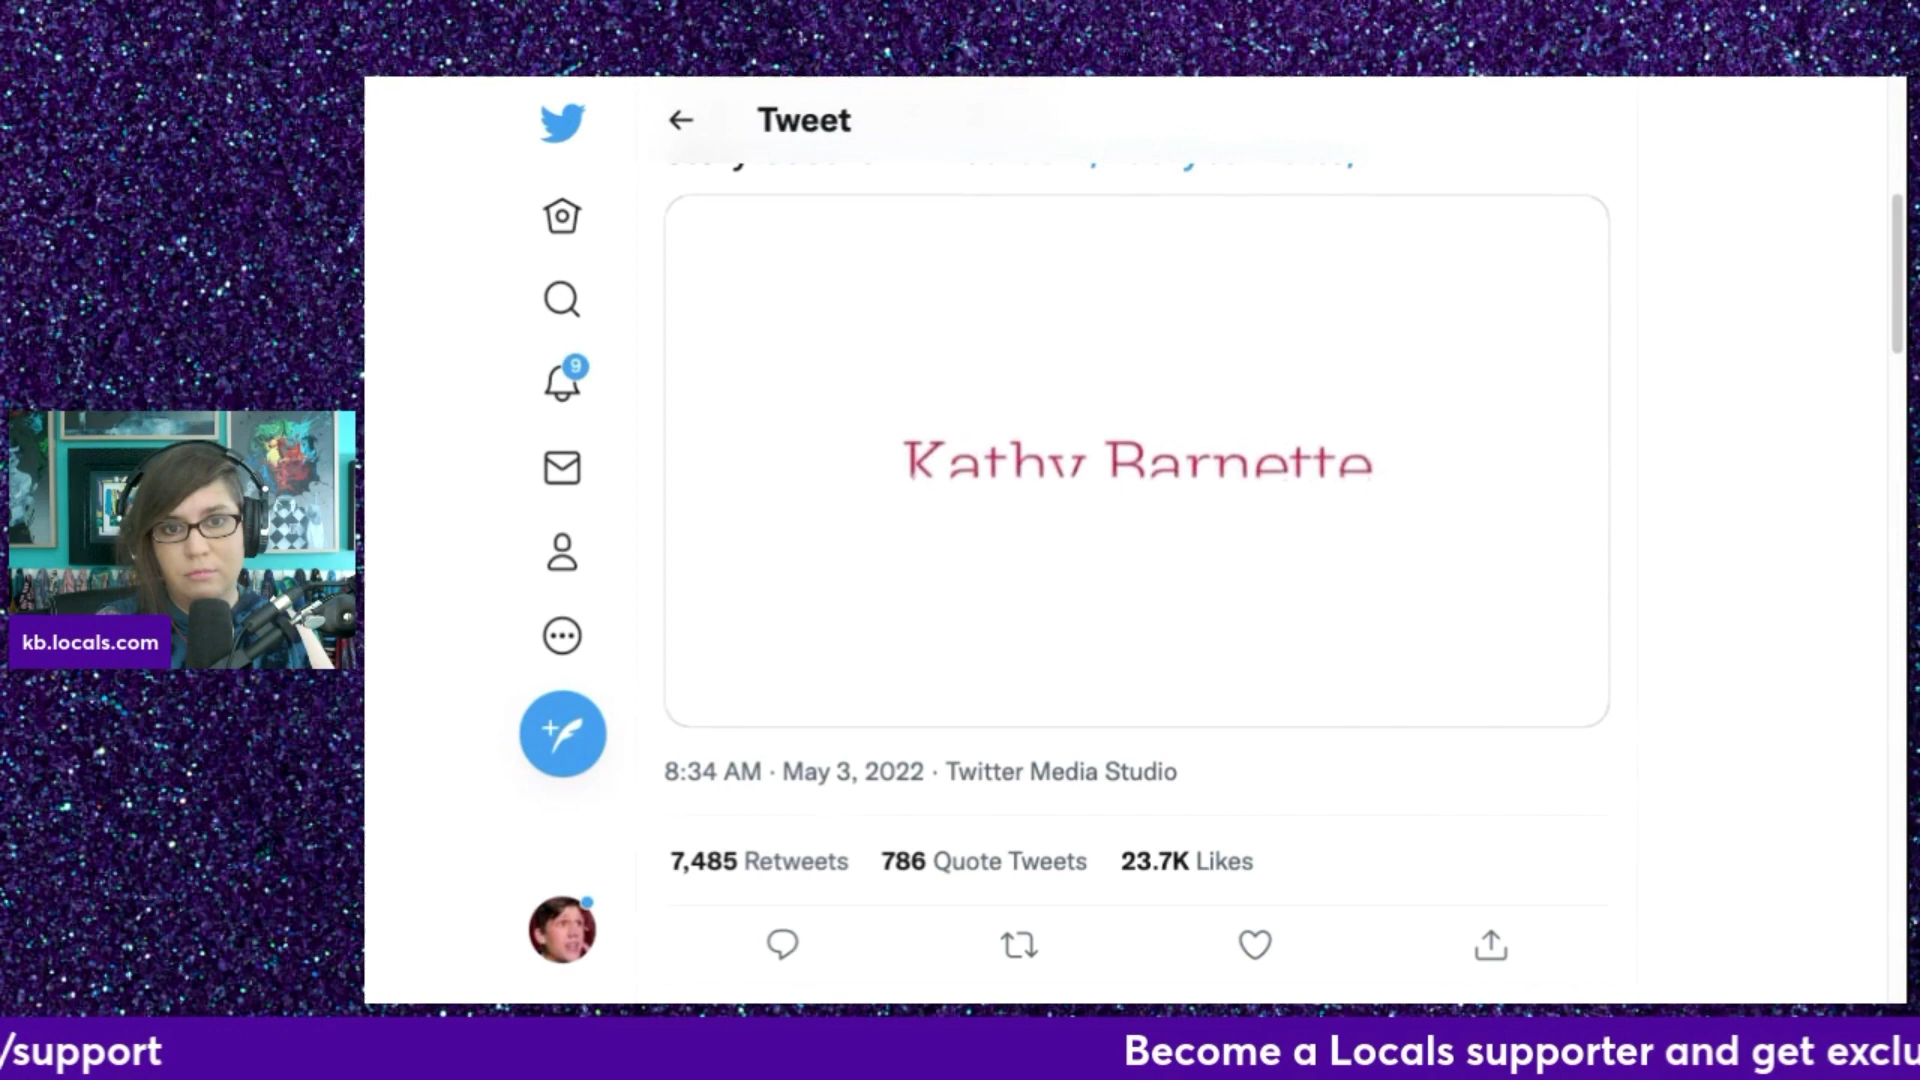 Tweet
9
Kathy Barnette
8:34 AM · May 3, 2022 · Twitter Media Studio
7,485 Retweets 786 Quote Tweets 23.7K Likes
kb.locals.com
/support
Become a Locals supporter and get exclu